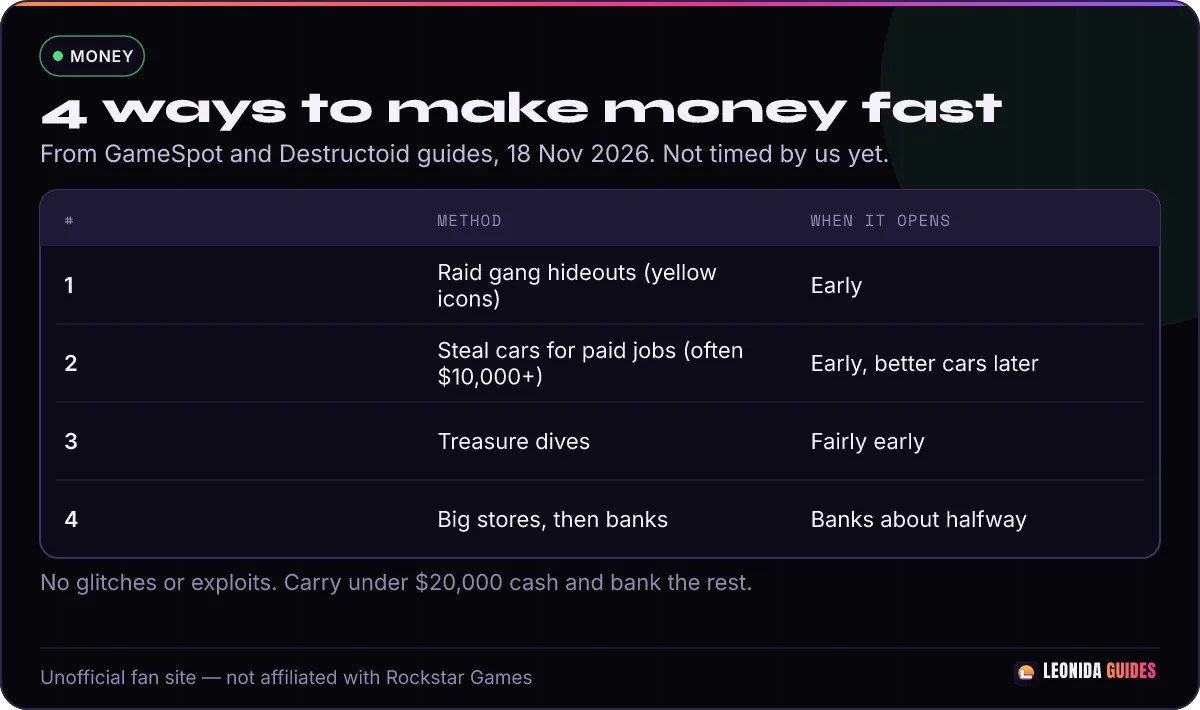 MONEY
4 ways to make money fast
From GameSpot and Destructoid guides, 18 Nov 2026. Not timed by us yet.
# METHOD WHEN IT OPENS
1 Raid gang hideouts (yellow icons) Early
2 Steal cars for paid jobs (often $10,000+) Early, better cars later
3 Treasure dives Fairly early
4 Big stores, then banks Banks about halfway
No glitches or exploits. Carry under $20,000 cash and bank the rest.
Unofficial fan site — not affiliated with Rockstar Games
LEONIDA GUIDES